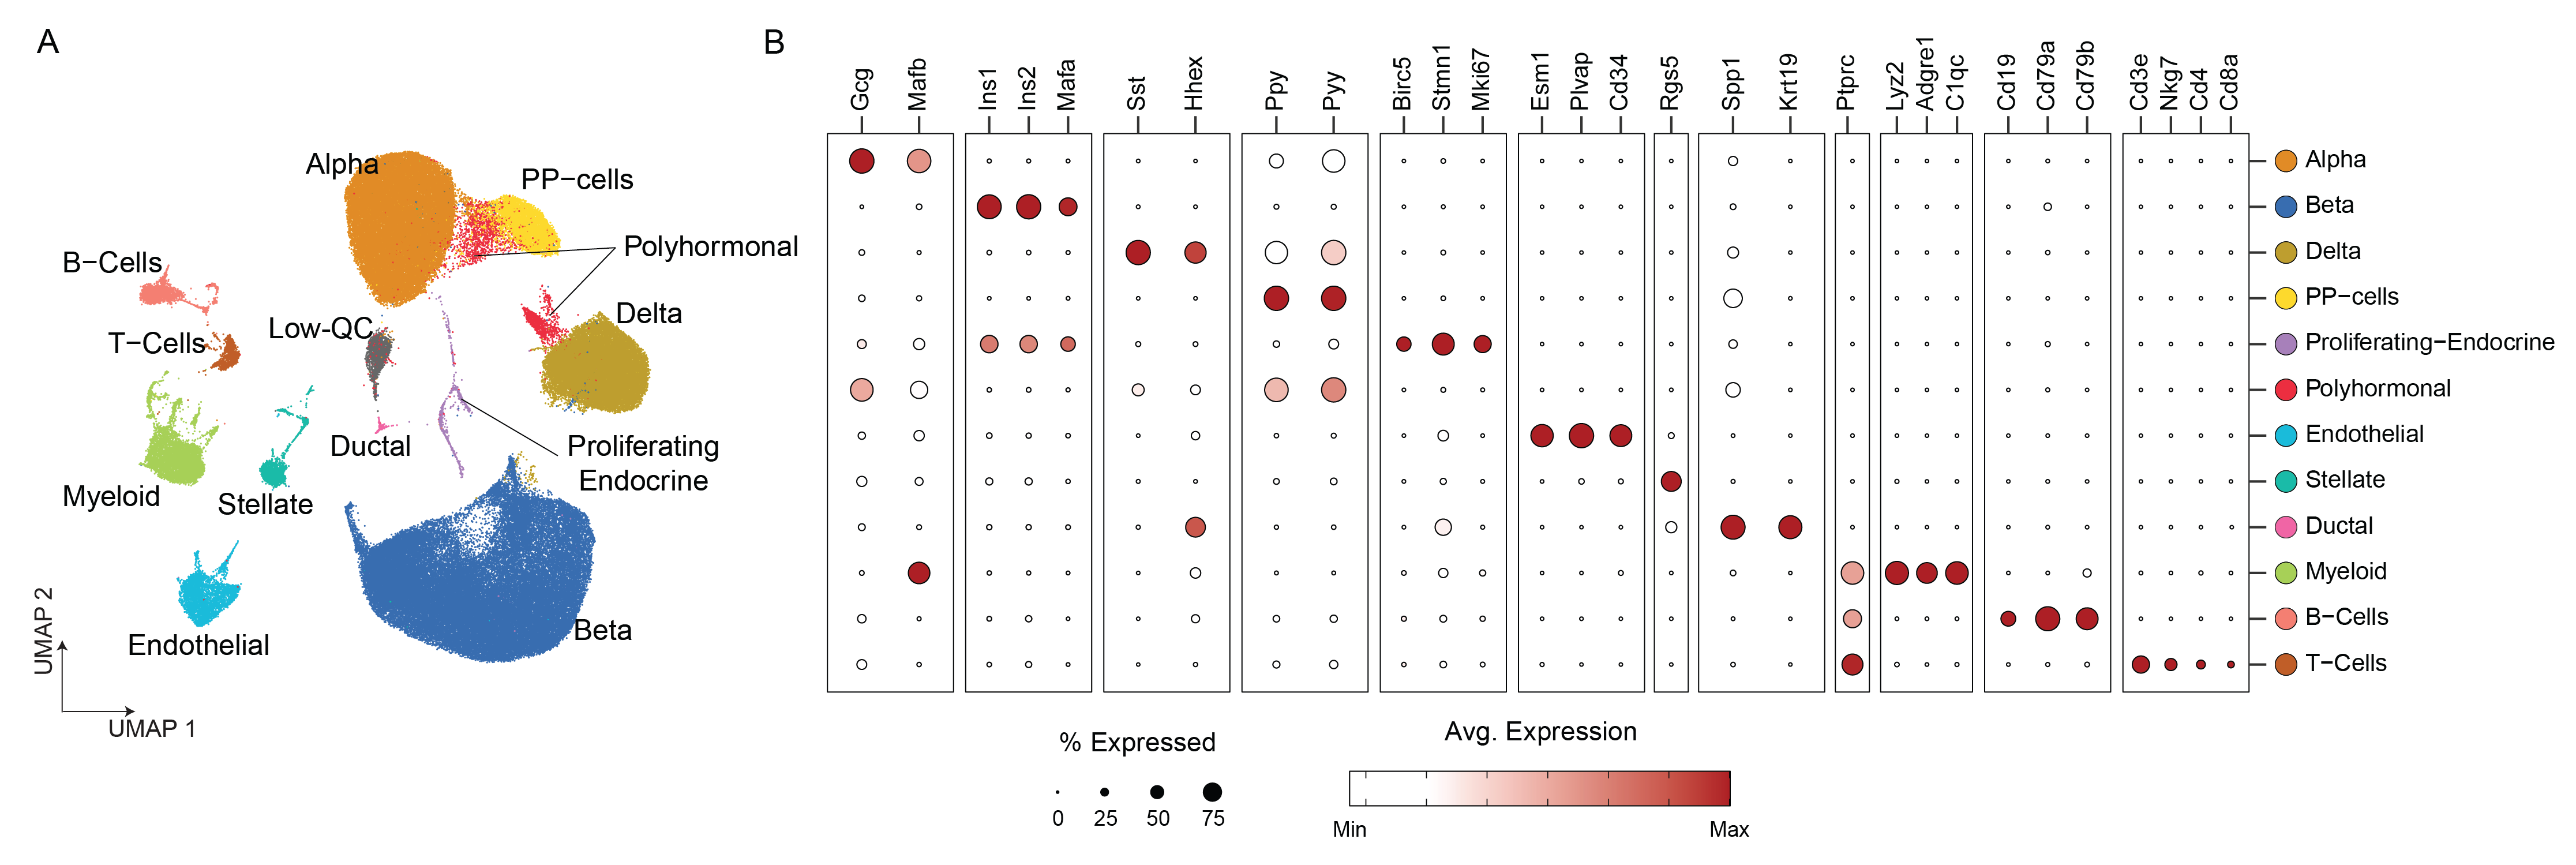 A
Alpha
PP−cells
Polyhormonal
B−Cells
Delta
Low-QC
T−Cells
Ductal
Proliferating
Endocrine
Myeloid
Stellate
Beta
Endothelial
UMAP 2
UMAP 1
B
Gcg
Mafb
Ins1
Ins2
Mafa
Sst
Hhex
Ppy
Pyy
Birc5
Stmn1
Mki67
Esm1
Plvap
Cd34
Rgs5
Spp1
Krt19
Ptprc
Lyz2
Adgre1
C1qc
Cd19
Cd79a
Cd79b
Cd3e
Nkg7
Cd4
Cd8a
Alpha
Beta
Delta
PP−cells
Proliferating−Endocrine
Polyhormonal
Endothelial
Stellate
Ductal
Myeloid
B−Cells
T−Cells
% Expressed
0 25 50 75
Avg. Expression
Min Max